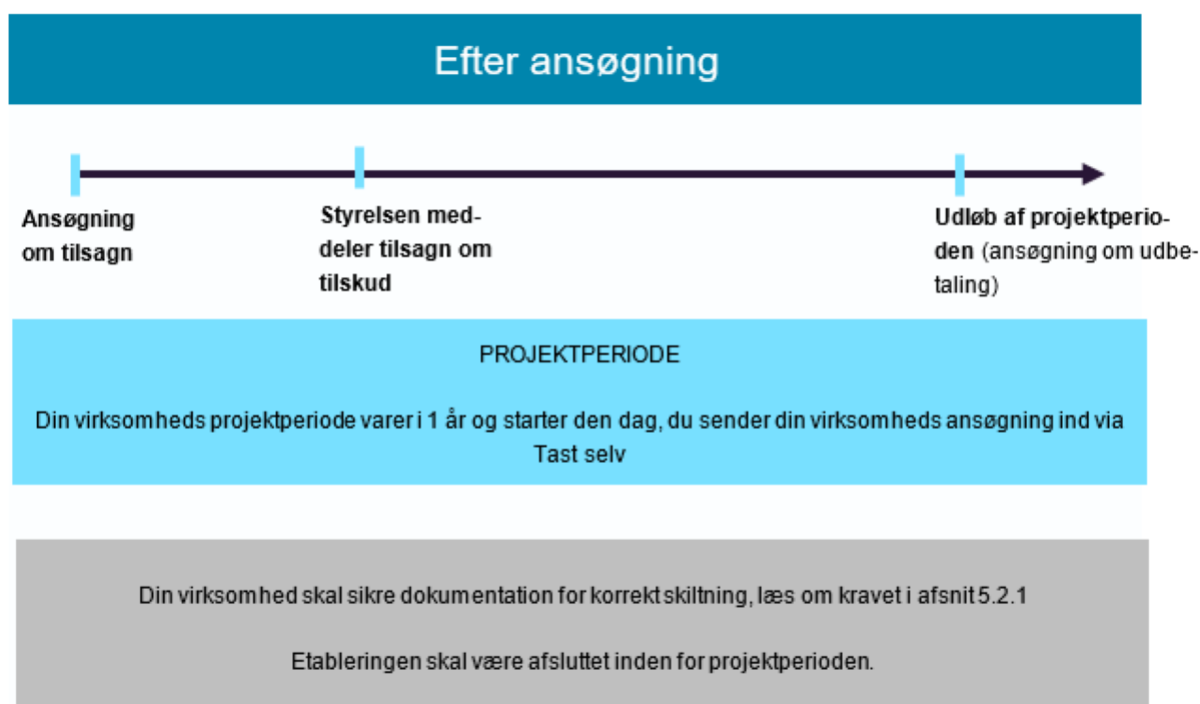 Efter ansøgning
Ansøgning
om tilsagn
Styrelsen med-
deler tilsagn om
tilskud
Udløb af projektperio-
den (ansøgning om udbe-
taling)
PROJEKTPERIODE
Din virksomheds projektperiode varer i 1 år og starter den dag, du sender din virksomheds ansøgning ind via
Tast selv
Din virksomhed skal sikre dokumentation for korrekt skiltning, læs om kravet i afsnit 5.2.1
Etableringen skal være afsluttet inden for projektperioden.